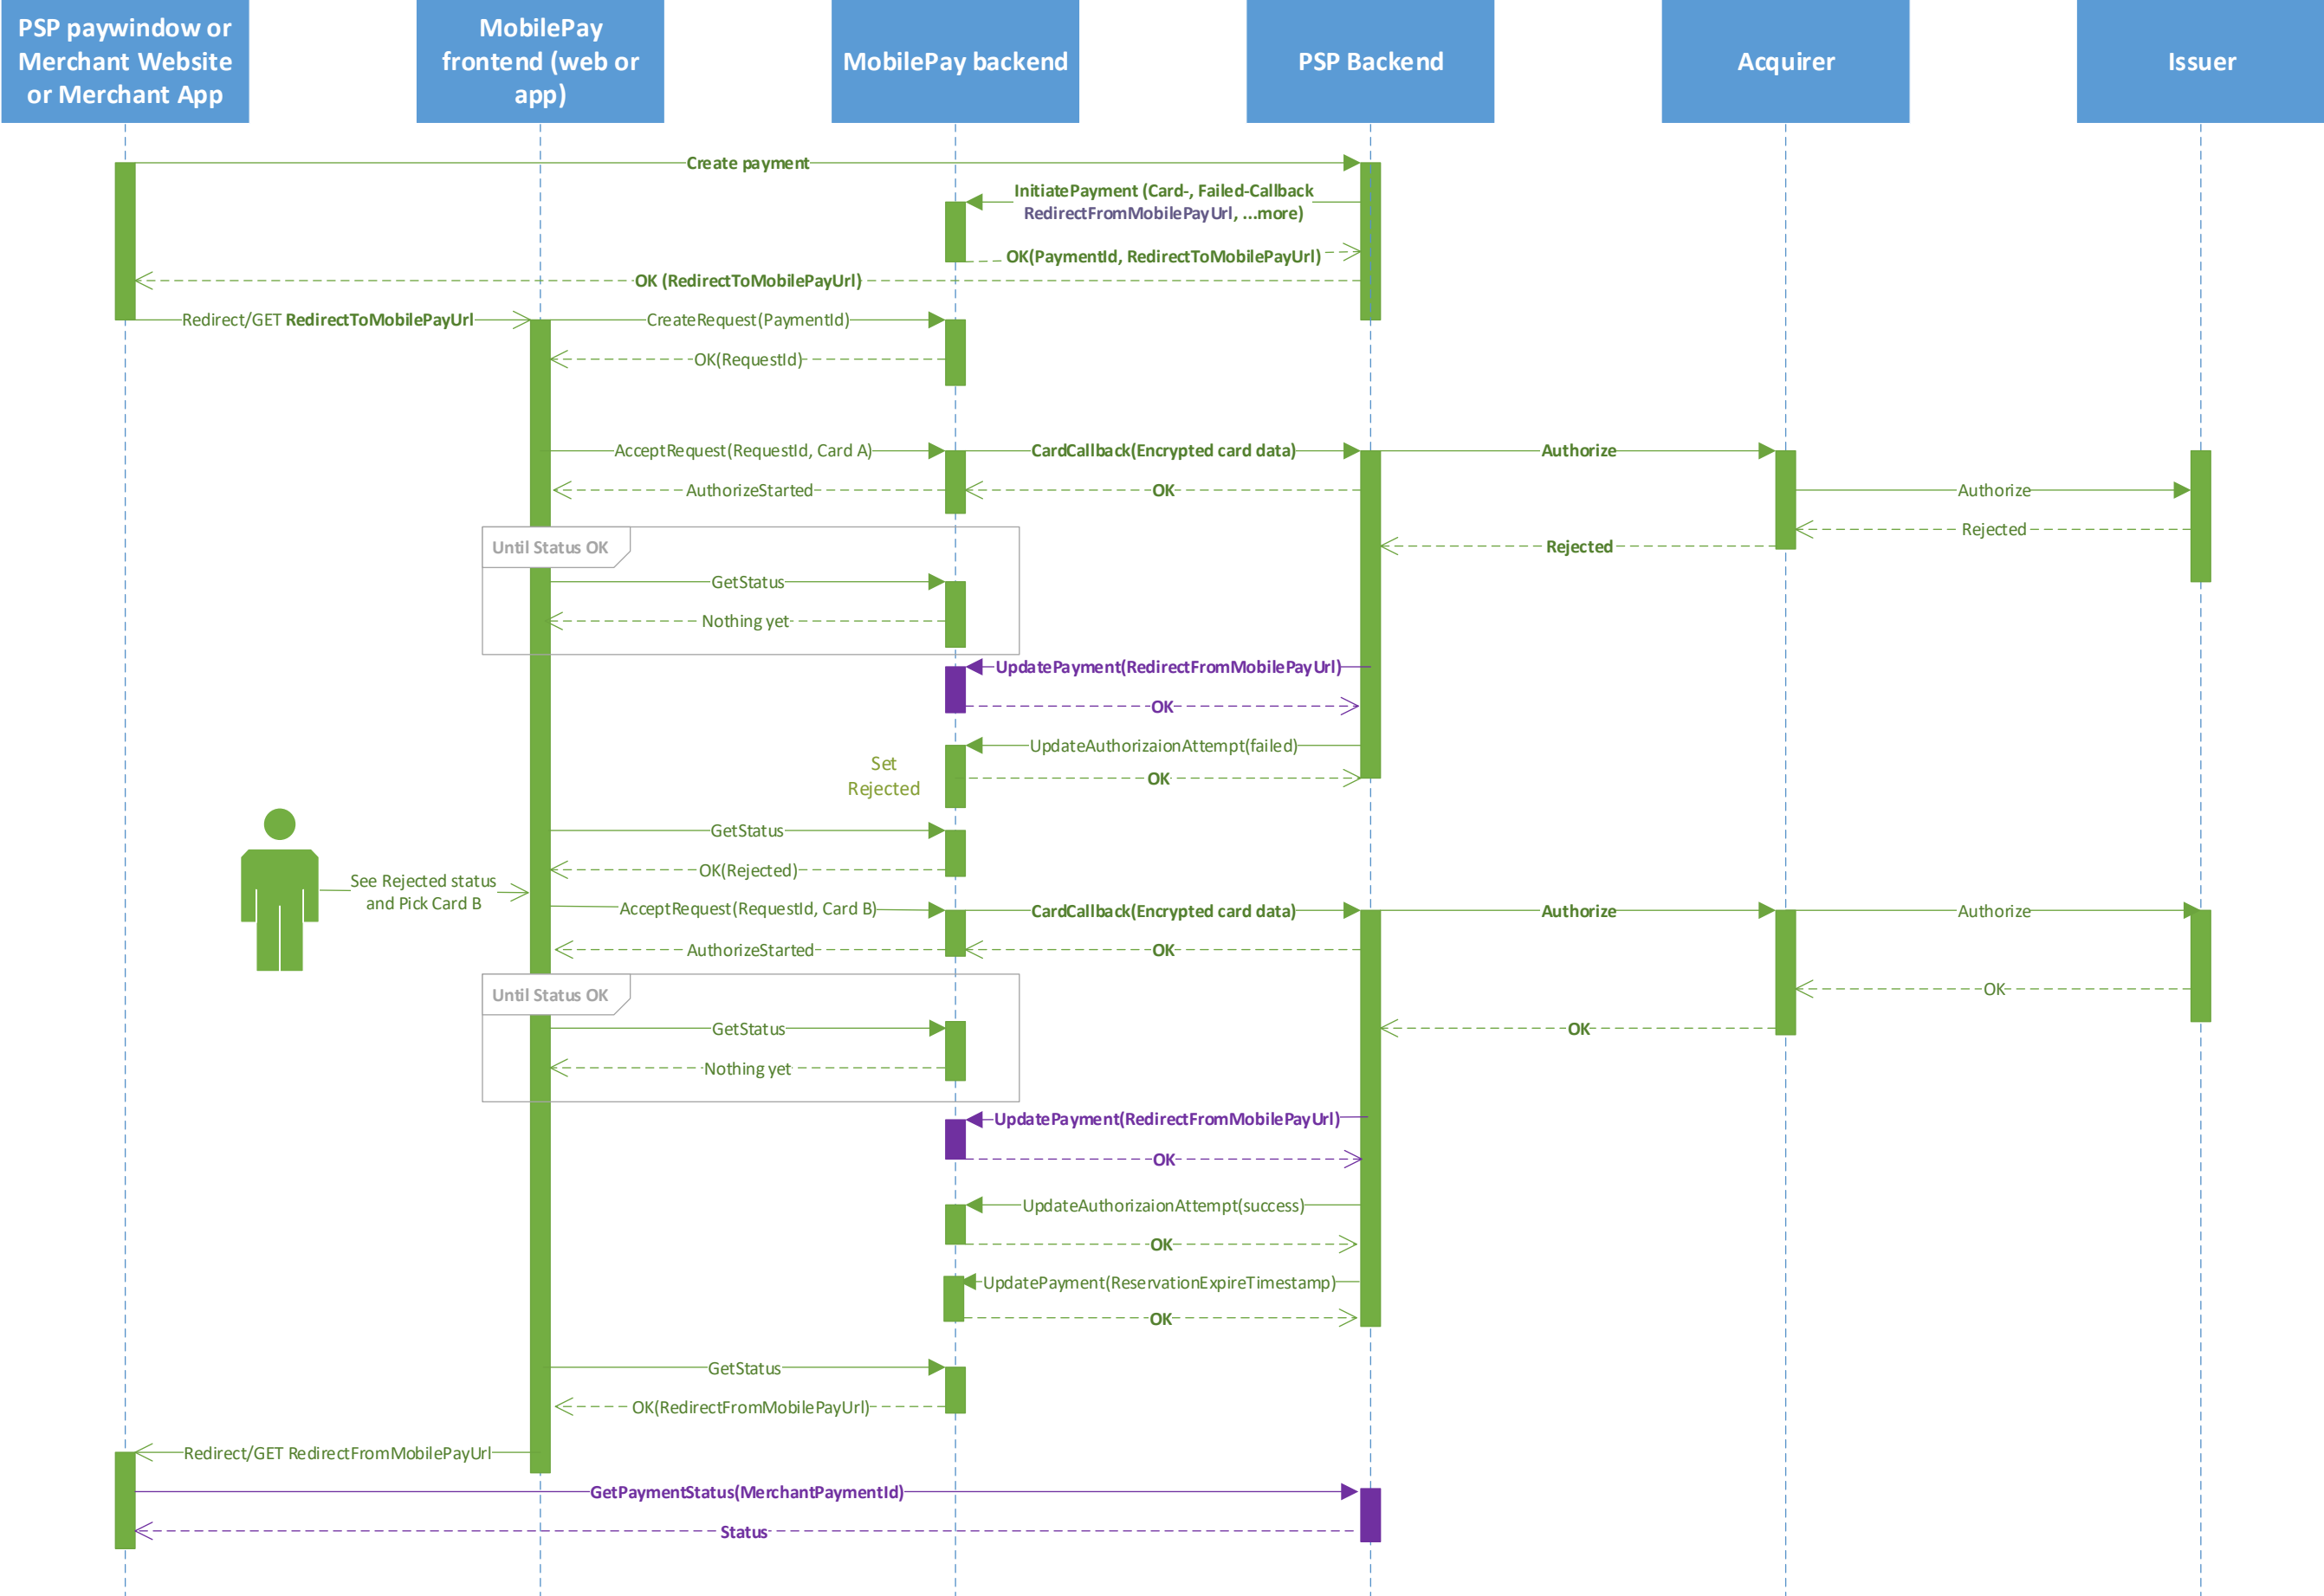 PSP paywindow or
Merchant Website
or Merchant App
MobilePay
frontend (web or
app)
MobilePay backend
PSP Backend
Acquirer
Issuer
Create payment
InitiatePayment (Card-, Failed-Callback
RedirectFromMobilePayUrl, ...more)
OK(PaymentId, RedirectToMobilePayUrl)
OK (RedirectToMobilePayUrl)
Redirect/GET RedirectToMobilePayUrl
CreateRequest(PaymentId)
OK(RequestId)
AcceptRequest(RequestId, Card A)
CardCallback(Encrypted card data)
Authorize
AuthorizeStarted
OK
Authorize
Rejected
Rejected
Until Status OK
GetStatus
Nothing yet
UpdatePayment(RedirectFromMobilePayUrl)
OK
UpdateAuthorizaionAttempt(failed)
Set
Rejected
OK
GetStatus
OK(Rejected)
See Rejected status
and Pick Card B
AcceptRequest(RequestId, Card B)
CardCallback(Encrypted card data)
Authorize
Authorize
AuthorizeStarted
OK
OK
Until Status OK
GetStatus
OK
Nothing yet
UpdatePayment(RedirectFromMobilePayUrl)
OK
UpdateAuthorizaionAttempt(success)
OK
UpdatePayment(ReservationExpireTimestamp)
OK
GetStatus
OK(RedirectFromMobilePayUrl)
Redirect/GET RedirectFromMobilePayUrl
GetPaymentStatus(MerchantPaymentId)
Status